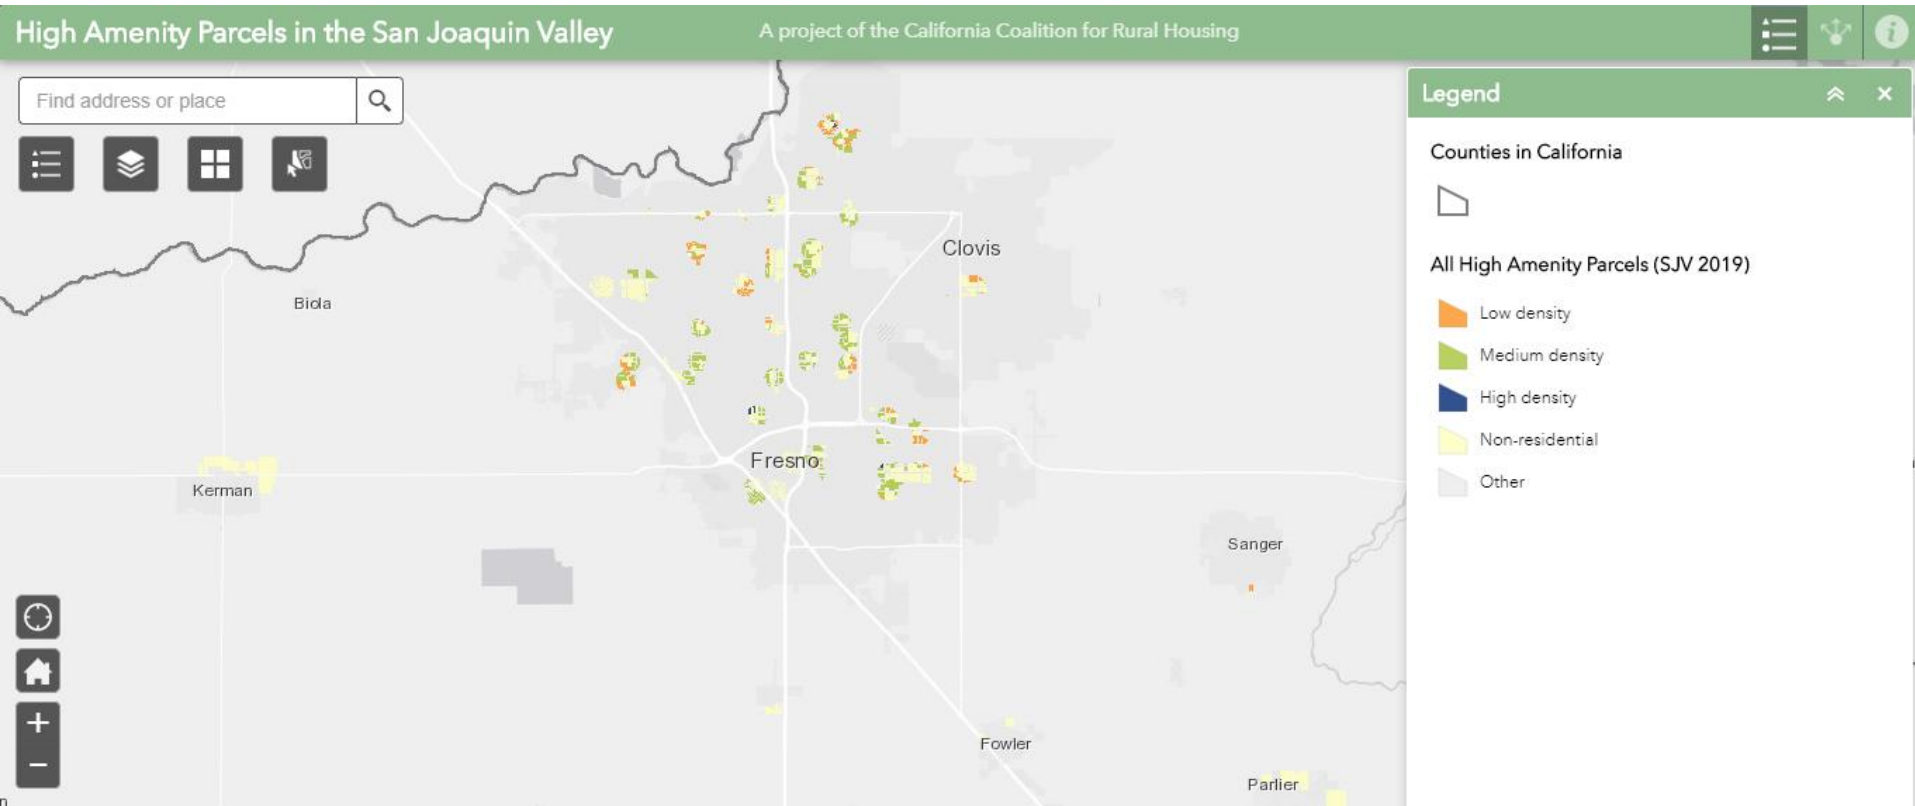 High Amenity Parcels in the San Joaquin Valley
A project of the California Coalition for Rural Housing
Find address or place
Legend
Counties in California
All High Amenity Parcels (SJV 2019)
Low density
Medium density
High density
Non-residential
Other
Clovis
Biola
Fresno
Kerman
Sanger
Fowler
Parlier